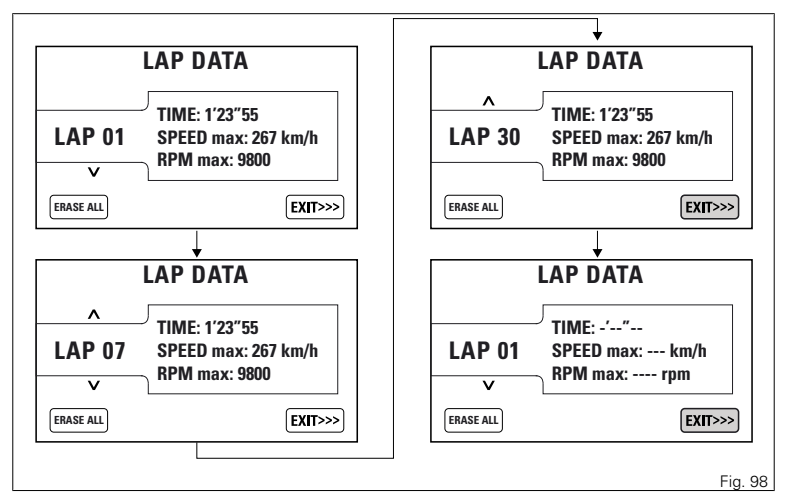 LAP DATA
LAP 01
TIME: 1'23"55
SPEED max: 267 km/h
RPM max: 9800
ERASE ALL
EXIT>>>
LAP DATA
LAP 07
TIME: 1'23"55
SPEED max: 267 km/h
RPM max: 9800
ERASE ALL
EXIT>>>
LAP DATA
LAP 30
TIME: 1'23"55
SPEED max: 267 km/h
RPM max: 9800
ERASE ALL
EXIT>>>
LAP DATA
LAP 01
TIME: -'--"--
SPEED max: --- km/h
RPM max: ---- rpm
ERASE ALL
EXIT>>>
Fig. 98